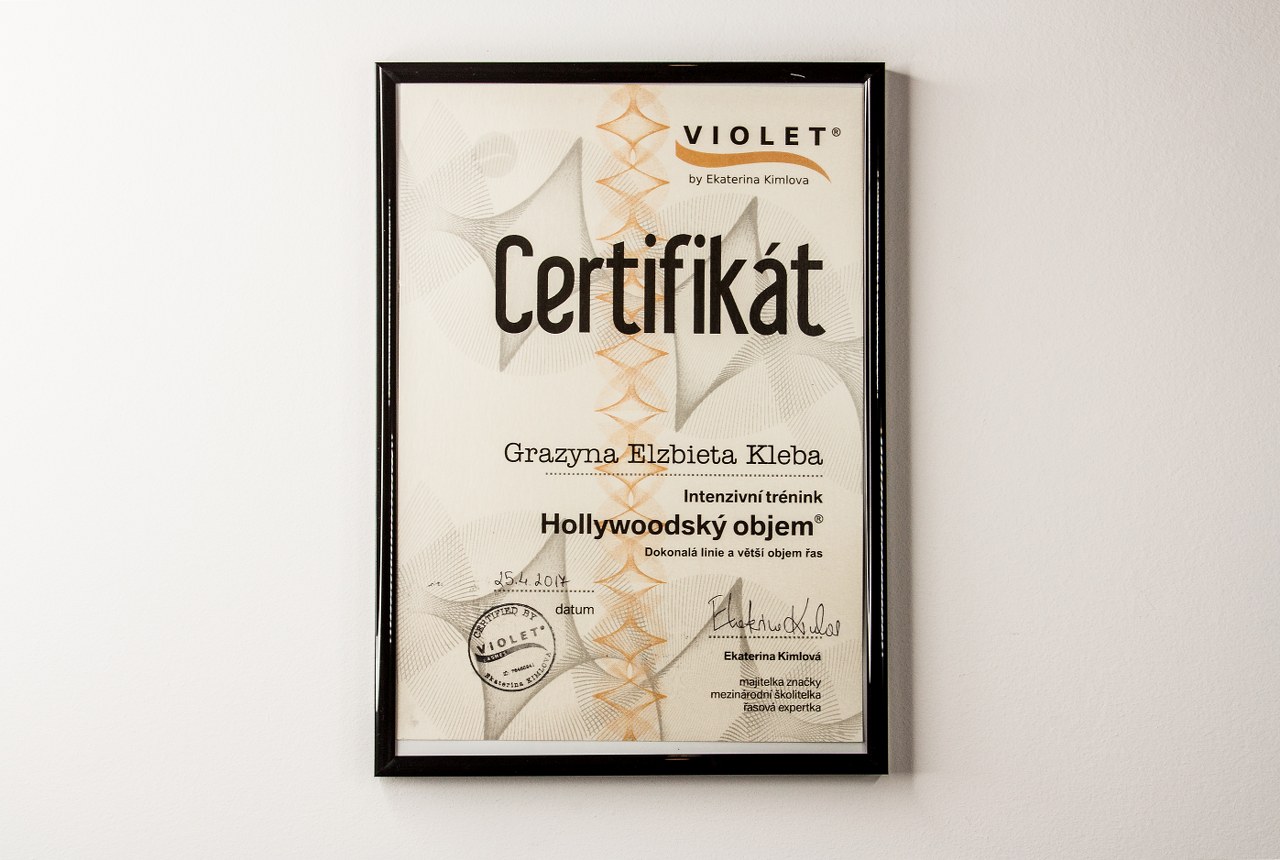 VIOLET®
by Ekaterina Kimlova
Certifikát
Grazyna Elzbieta Kleba
Intenzivní trénink
Hollywoodský objem®
Dokonalá linie a větší objem řas
25.4.2017
datum
CERTIFIED BY
VIOLET®
Ekaterina KIMLOVA
Ekaterina Kimlová
majitelka značky
mezinárodní školitelka
řasová expertka